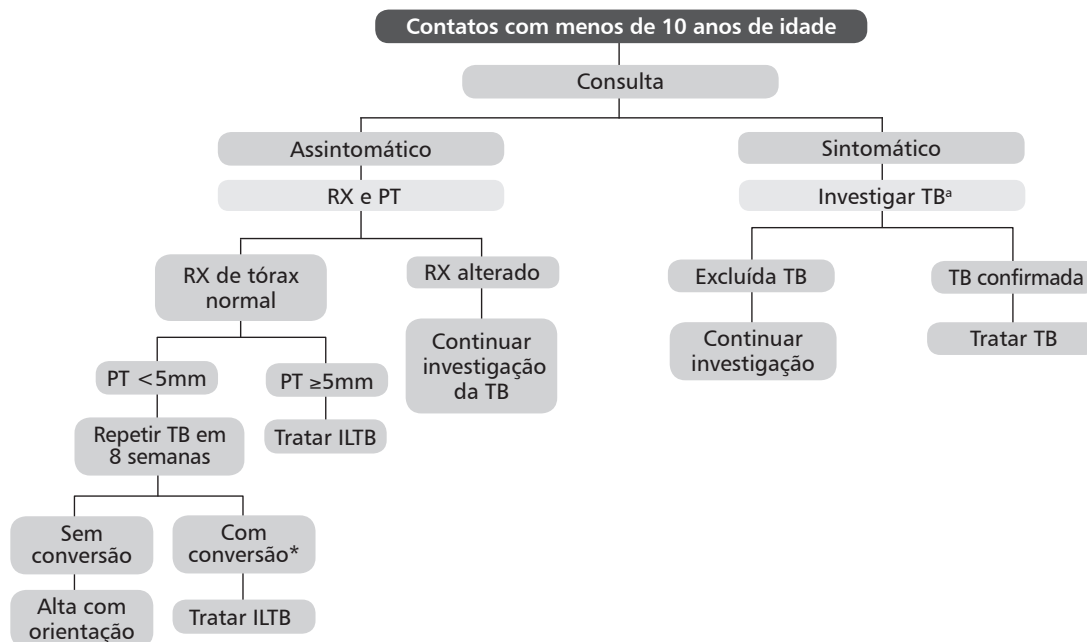 Contatos com menos de 10 anos de idade
Consulta
Assintomático
Sintomático
RX e PT
Investigar TBª
RX de tórax
normal
RX alterado
Excluída TB
TB confirmada
Continuar
investigação
da TB
Continuar
investigação
Tratar TB
PT <5mm
PT ≥5mm
Repetir TB em
8 semanas
Tratar ILTB
Sem
conversão
Com
conversão*
Alta com
orientação
Tratar ILTB